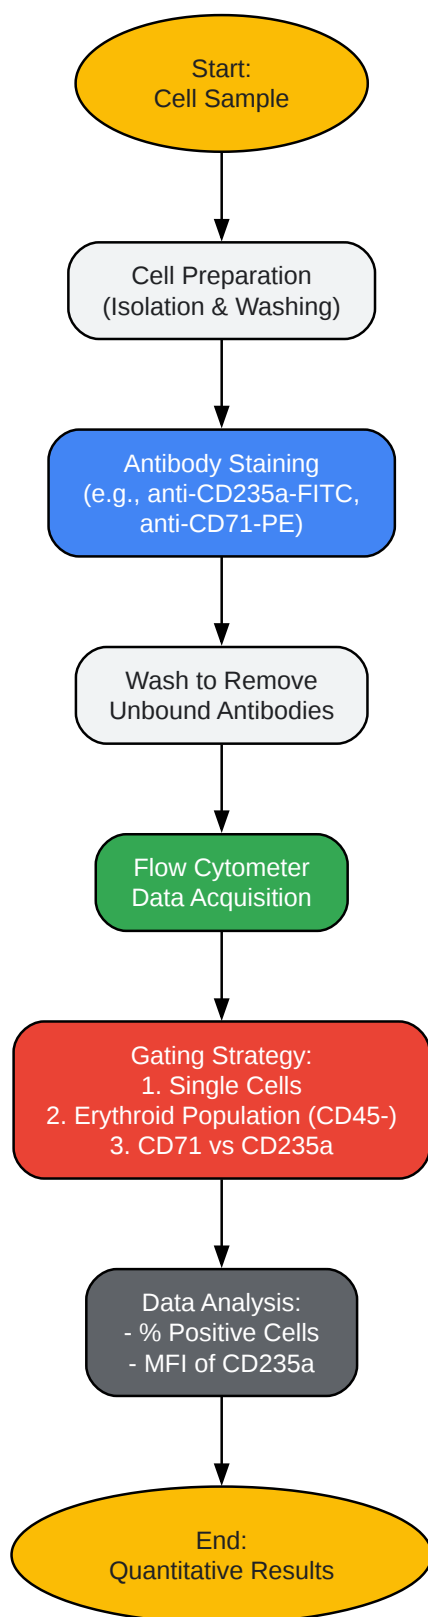 Start:
Cell Sample
Cell Preparation
(Isolation & Washing)
Antibody Staining
(e.g., anti-CD235a-FITC,
anti-CD71-PE)
Wash to Remove
Unbound Antibodies
Flow Cytometer
Data Acquisition
Gating Strategy:
1. Single Cells
2. Erythroid Population (CD45-)
3. CD71 vs CD235a
Data Analysis:
- % Positive Cells
- MFI of CD235a
End:
Quantitative Results